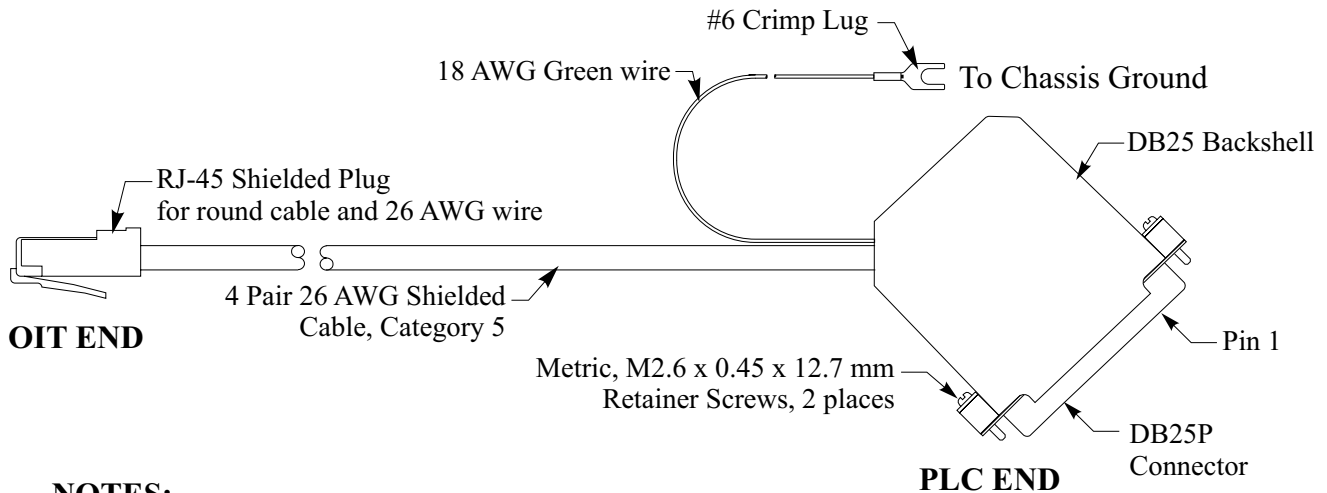 #6 Crimp Lug
18 AWG Green wire
To Chassis Ground
DB25 Backshell
RJ-45 Shielded Plug
for round cable and 26 AWG wire
4 Pair 26 AWG Shielded
Cable, Category 5
OIT END
Pin 1
Metric, M2.6 x 0.45 x 12.7 mm
Retainer Screws, 2 places
DB25P
Connector
PLC END
NOTES: